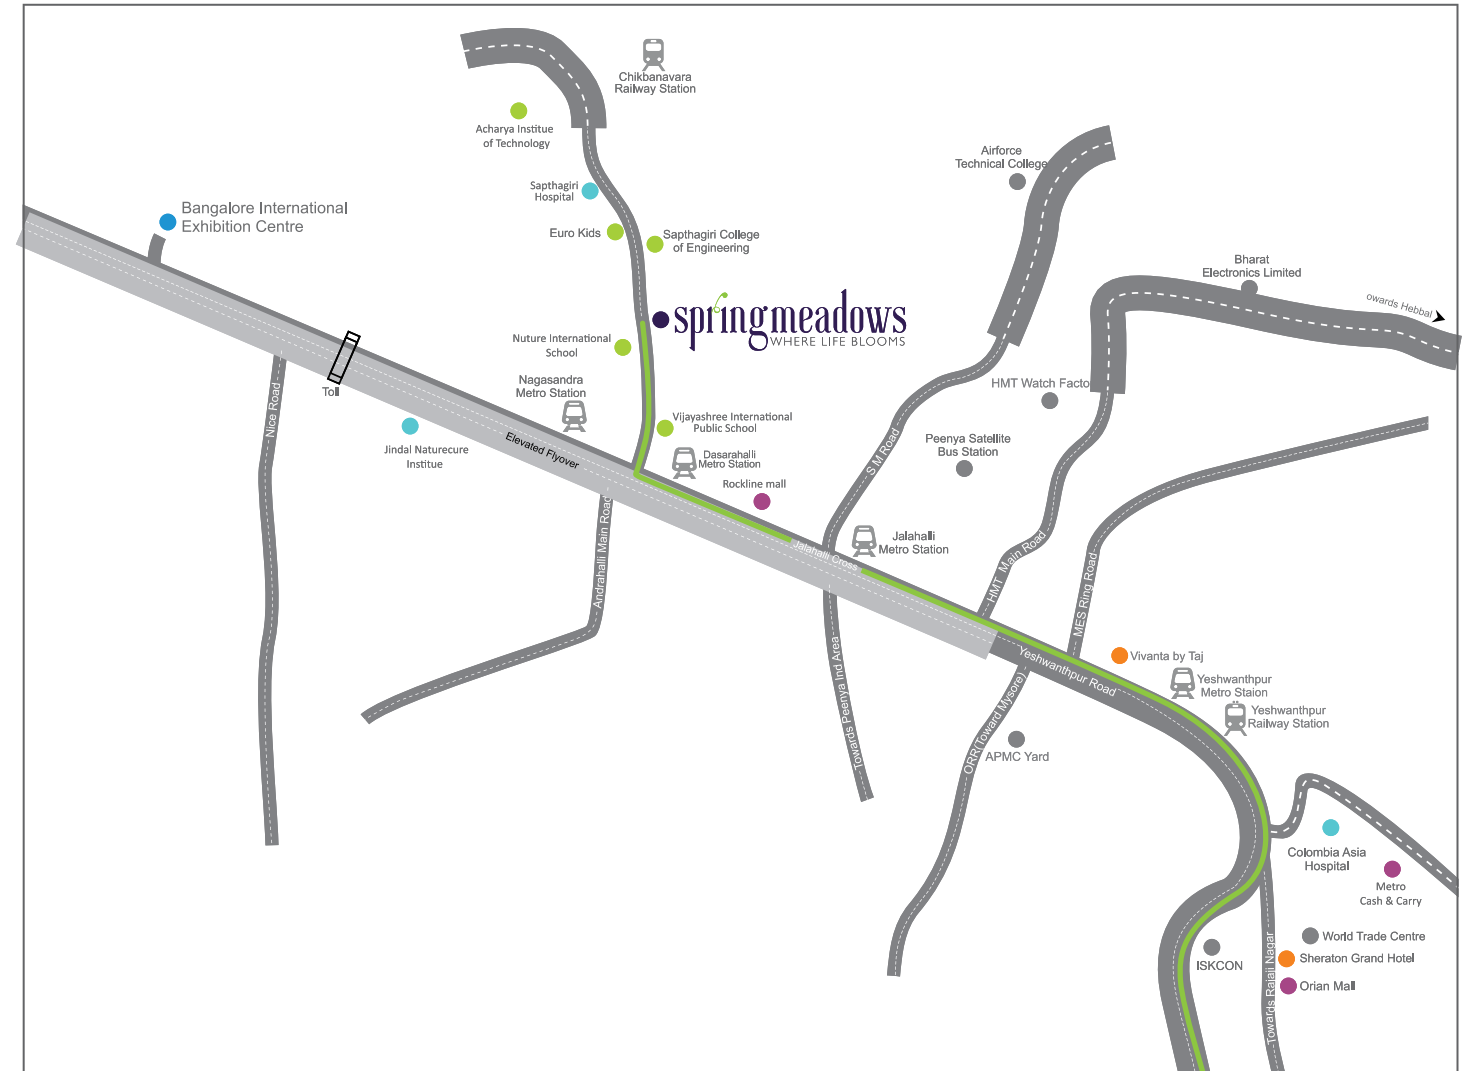 Chikbanavara
Railway Station
Acharya Institue
of Technology
Airforce
Technical College
Sapthagiri
Hospital
Bangalore International
Exhibition Centre
Euro Kids
Sapthagiri College
of Engineering
Bharat
Electronics Limited
owards Hebbal
springmeadows
WHERE LIFE BLOOMS
Nuture International
School
Nagasandra
Metro Station
Toll
HMT Watch Facto
Nice Road
Vijayashree International
Public School
Jindal Naturecure
Institue
Elevated Flyover
Dasarahalli
Metro Station
Rockline mall
S M Road
Peenya Satellite
Bus Station
Andrahalli Main Road
Jalahalli Cross
Jalahalli
Metro Station
HMT Main Road
MES Ring Road
Towards Peenya Ind Area
Yeshwanthpur Road
Vivanta by Taj
Yeshwanthpur
Metro Staion
Yeshwanthpur
Railway Station
ORR(Toward Mysore)
APMC Yard
Colombia Asia
Hospital
Metro
Cash & Carry
World Trade Centre
ISKCON
Sheraton Grand Hotel
Orian Mall
Towards Rajaji Nagar